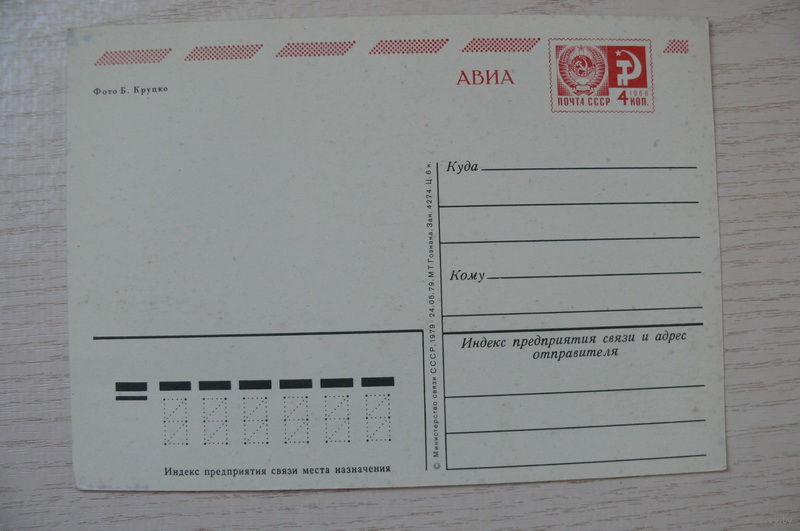 Фото Б. Круцко
АВИА
ПОЧТА СССР 4 1966 КОП.
Куда
Кому
Индекс предприятия связи и адрес
отправителя
© Министерство связи СССР, 1979 24.05.79. МТ Гознака. Зак. 4274. Ц. 6 к.
Индекс предприятия связи места назначения